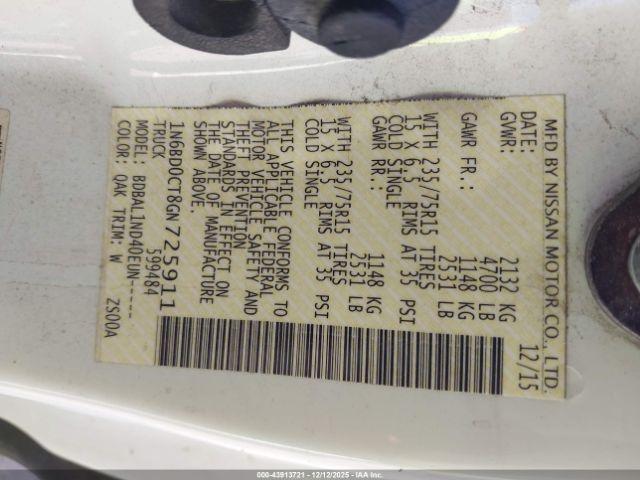 MFD BY NISSAN MOTOR CO., LTD.
DATE: 12/15
GVWR: 2132 KG
4700 LB
GAWR FR.: 1148 KG
2531 LB
WITH 235/75R15 TIRES
15 X 6.5 RIMS AT 35 PSI
COLD SINGLE
GAWR RR.: 1148 KG
2531 LB
WITH 235/75R15 TIRES
15 X 6.5 RIMS AT 35 PSI
COLD SINGLE
THIS VEHICLE CONFORMS TO
ALL APPLICABLE FEDERAL
MOTOR VEHICLE SAFETY AND
THEFT PREVENTION
STANDARDS IN EFFECT ON
THE DATE OF MANUFACTURE
SHOWN ABOVE.
1N6BD0CT8GN725911
TRUCK 599484
MODEL: BDBAL1ND40EUN-----
COLOR: QAK TRIM: W ZS00A
000-43913721 - 12/12/2025 - IAA Inc.